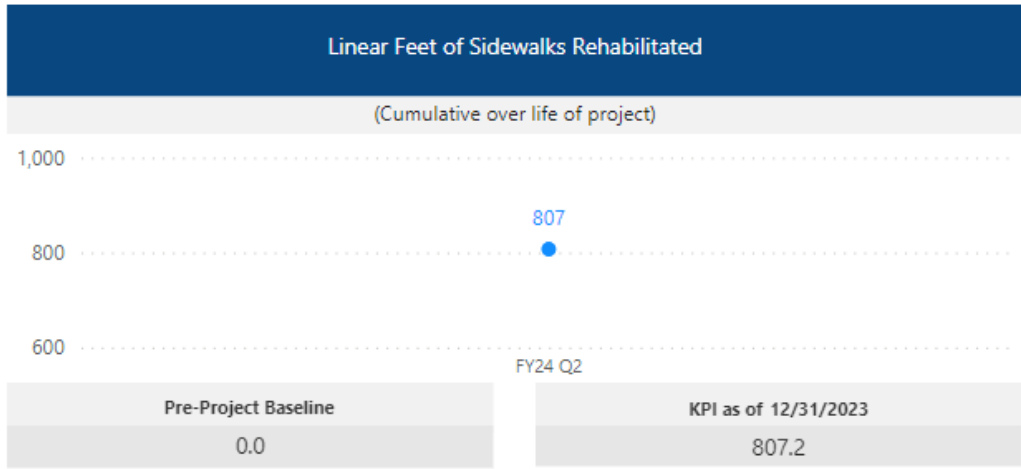 Linear Feet of Sidewalks Rehabilitated
(Cumulative over life of project)
1,000
807
800
600
FY24 Q2
Pre-Project Baseline
KPI as of 12/31/2023
0.0
807.2